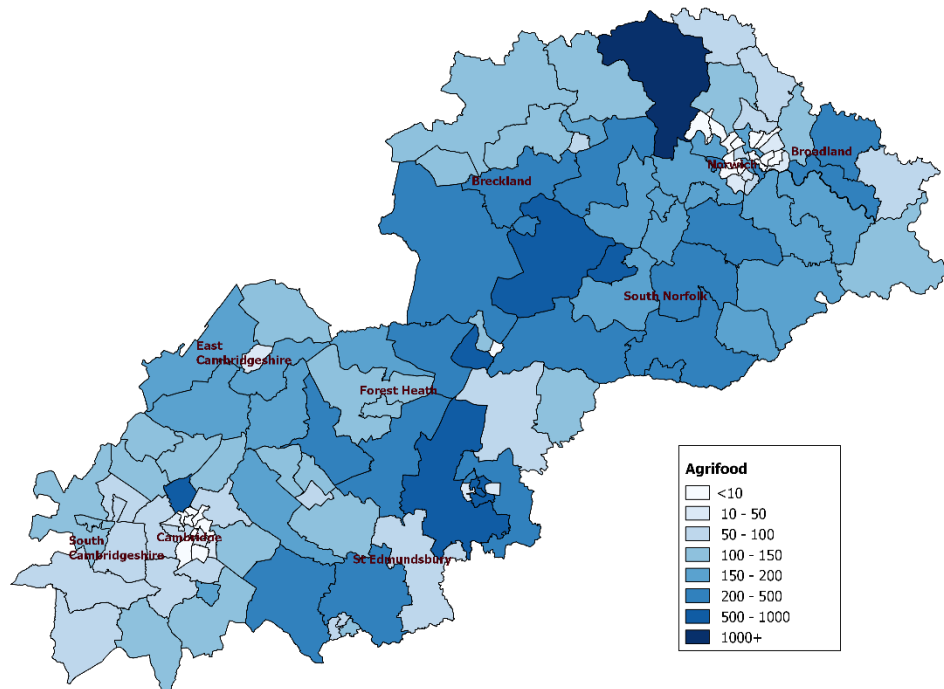 Norwich
Broadland
Breckland
South Norfolk
East
Cambridgeshire
Forest Heath
South
Cambridgeshire
Cambridge
St Edmundsbury
Agrifood
<10
10 - 50
50 - 100
100 - 150
150 - 200
200 - 500
500 - 1000
1000+